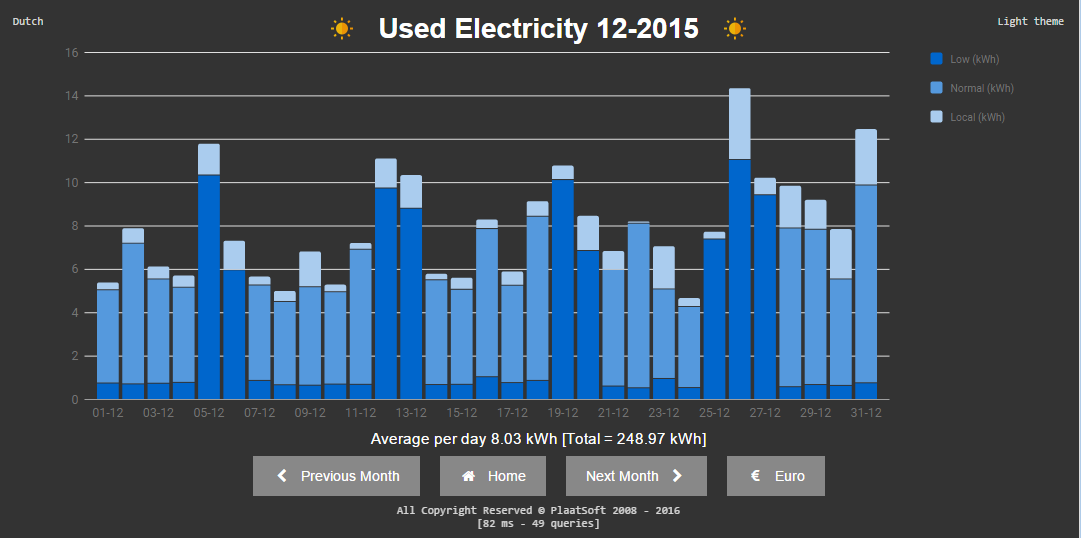 Dutch
Used Electricity 12-2015
Light theme
16
14
12
10
8
6
4
2
0
Low (kWh)
Normal (kWh)
Local (kWh)
01-12 03-12 05-12 07-12 09-12 11-12 13-12 15-12 17-12 19-12 21-12 23-12 25-12 27-12 29-12 31-12
Average per day 8.03 kWh [Total = 248.97 kWh]
Previous Month Home Next Month € Euro
All Copyright Reserved © PlaatSoft 2008 - 2016
[82 ms - 49 queries]